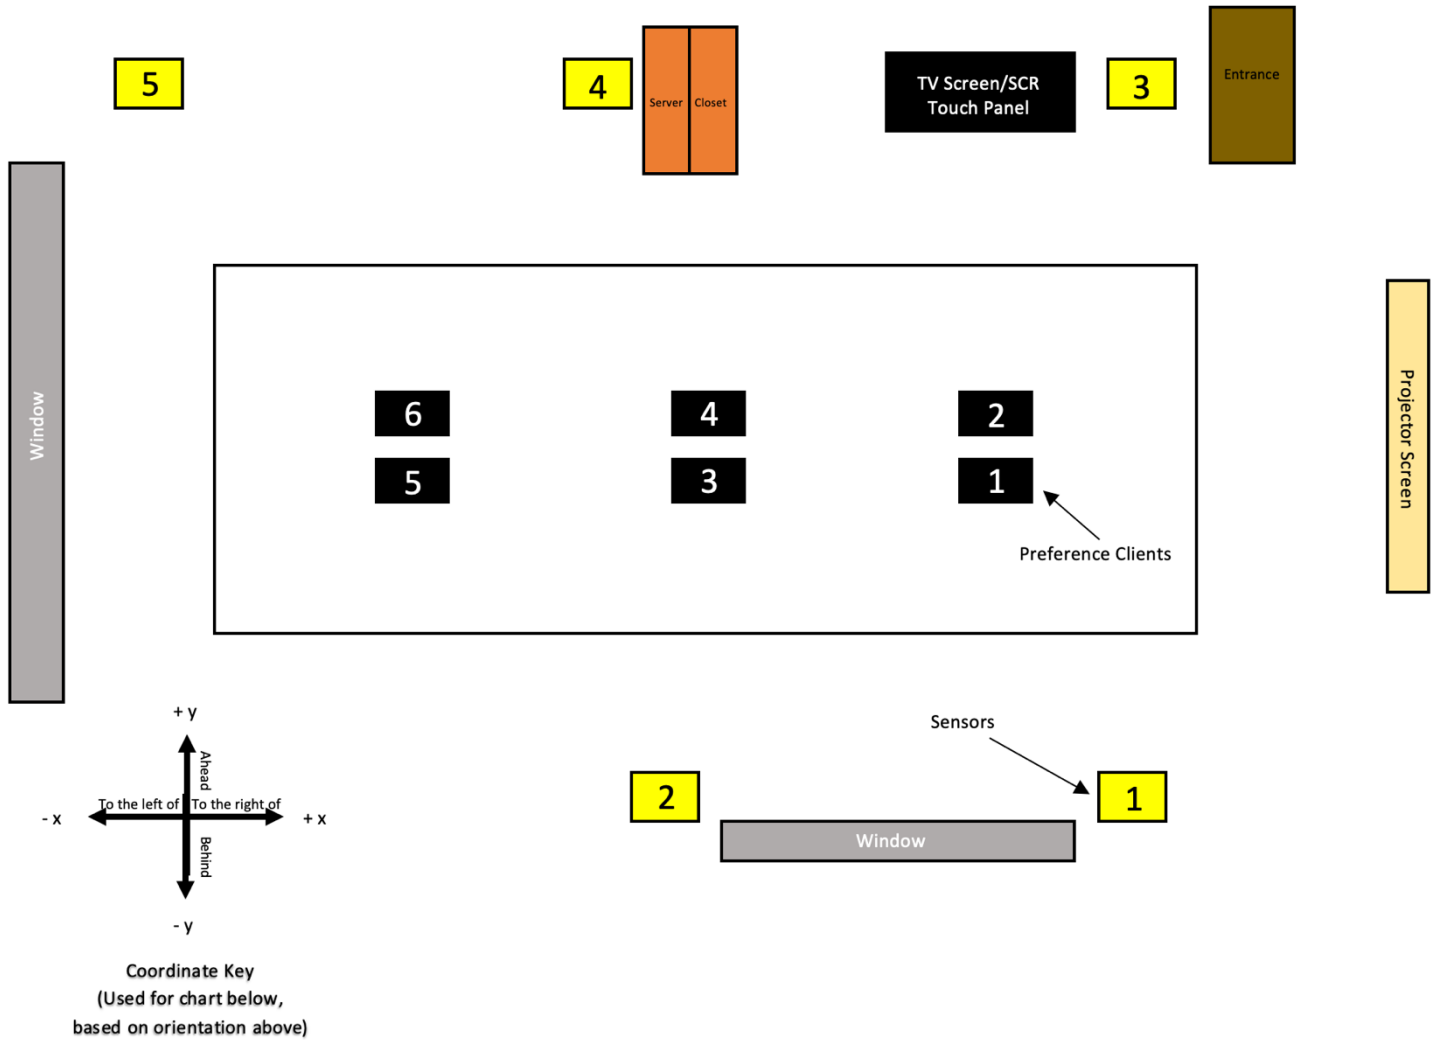 5
4
Server
Closet
TV Screen/SCR
Touch Panel
3
Entrance
Window
6
4
2
5
3
1
Preference Clients
Projector Screen
Sensors
2
1
Window
+ y
Ahead
To the left of
To the right of
- x
+ x
Behind
- y
Coordinate Key
(Used for chart below,
based on orientation above)